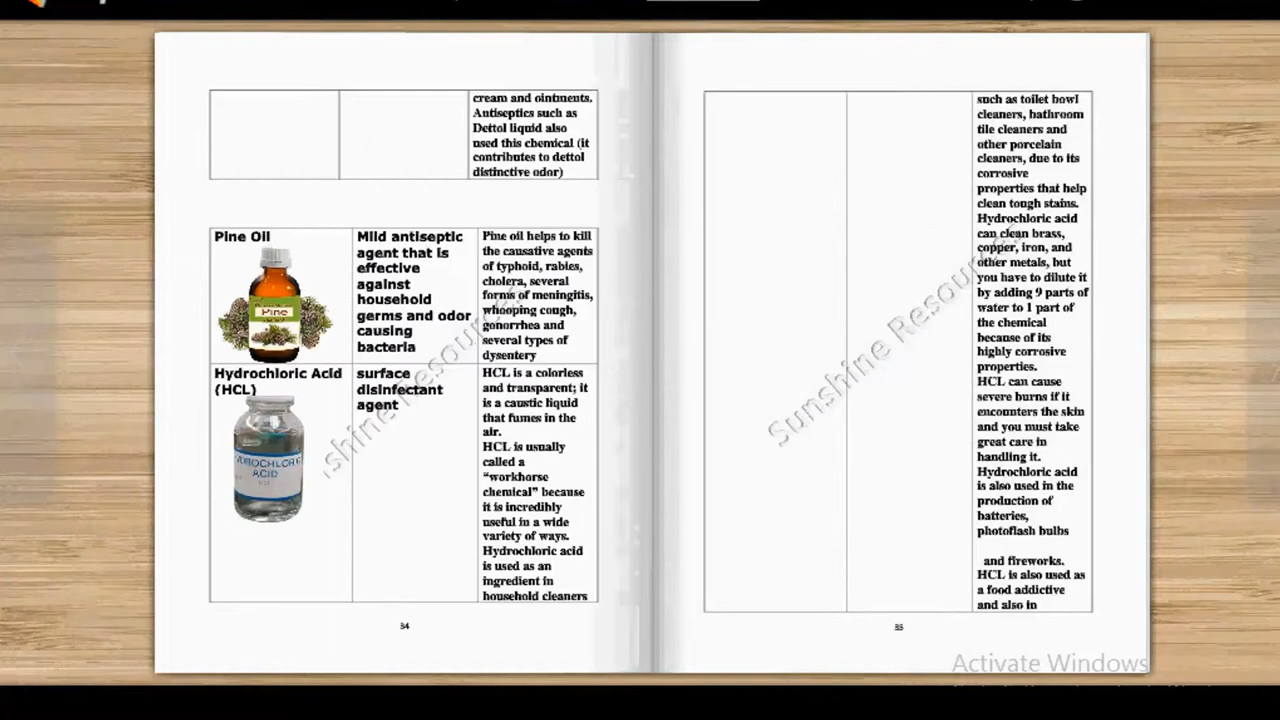 cream and ointments.
Antiseptics such as
Dettol liquid also
used this chemical (it
contributes to dettol
distinctive odor)
Pine Oil
Pine
Mild antiseptic
agent that is
effective
against
household
germs and odor
causing
bacteria
Pine oil helps to kill
the causative agents
of typhoid, rabies,
cholera, several
forms of meningitis,
whooping cough,
gonorrhea and
several types of
dysentery
Hydrochloric Acid
(HCL)
ACID
surface
disinfectant
agent
HCL is a colorless
and transparent; it
is a caustic liquid
that fumes in the
air.
HCL is usually
called a
“workhorse
chemical” because
it is incredibly
useful in a wide
variety of ways.
Hydrochloric acid
is used as an
ingredient in
household cleaners
shine Resources
34
such as toilet bowl
cleaners, bathroom
tile cleaners and
other porcelain
cleaners, due to its
corrosive
properties that help
clean tough stains.
Hydrochloric acid
can clean brass,
copper, iron, and
other metals, but
you have to dilute it
by adding 9 parts of
water to 1 part of
the chemical
because of its
highly corrosive
properties.
HCL can cause
severe burns if it
encounters the skin
and you must take
great care in
handling it.
Hydrochloric acid
is also used in the
production of
batteries,
photoflash bulbs
and fireworks.
HCL is also used as
a food addictive
and also in
Sunshine Resources
35
Activate Windows